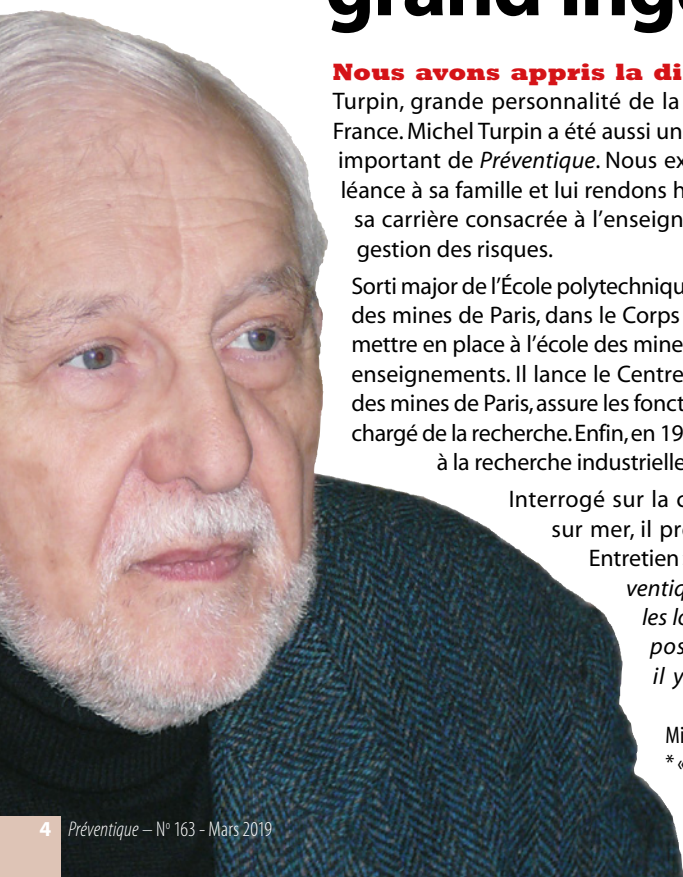 grand ing
Nous avons appris la di
Turpin, grande personnalité de la
France. Michel Turpin a été aussi un
important de Préventique. Nous ex
léance à sa famille et lui rendons h
sa carrière consacrée à l'enseign
gestion des risques.
Sorti major de l'École polytechniqu
des mines de Paris, dans le Corps
mettre en place à l'école des mine
enseignements. Il lance le Centre
des mines de Paris, assure les fonct
chargé de la recherche. Enfin, en 19
à la recherche industrielle
Interrogé sur la c
sur mer, il pr
Entretien
ventiq
les lo
pos
il y
Mi
* «
4 Préventique – Nº 163 - Mars 2019